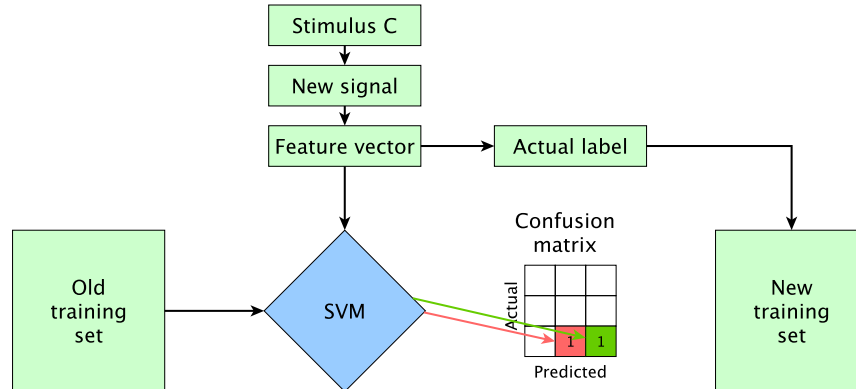 Stimulus C
New signal
Feature vector
Actual label
Old
training
set
SVM
Confusion
matrix
Actual
1 1
Predicted
New
training
set